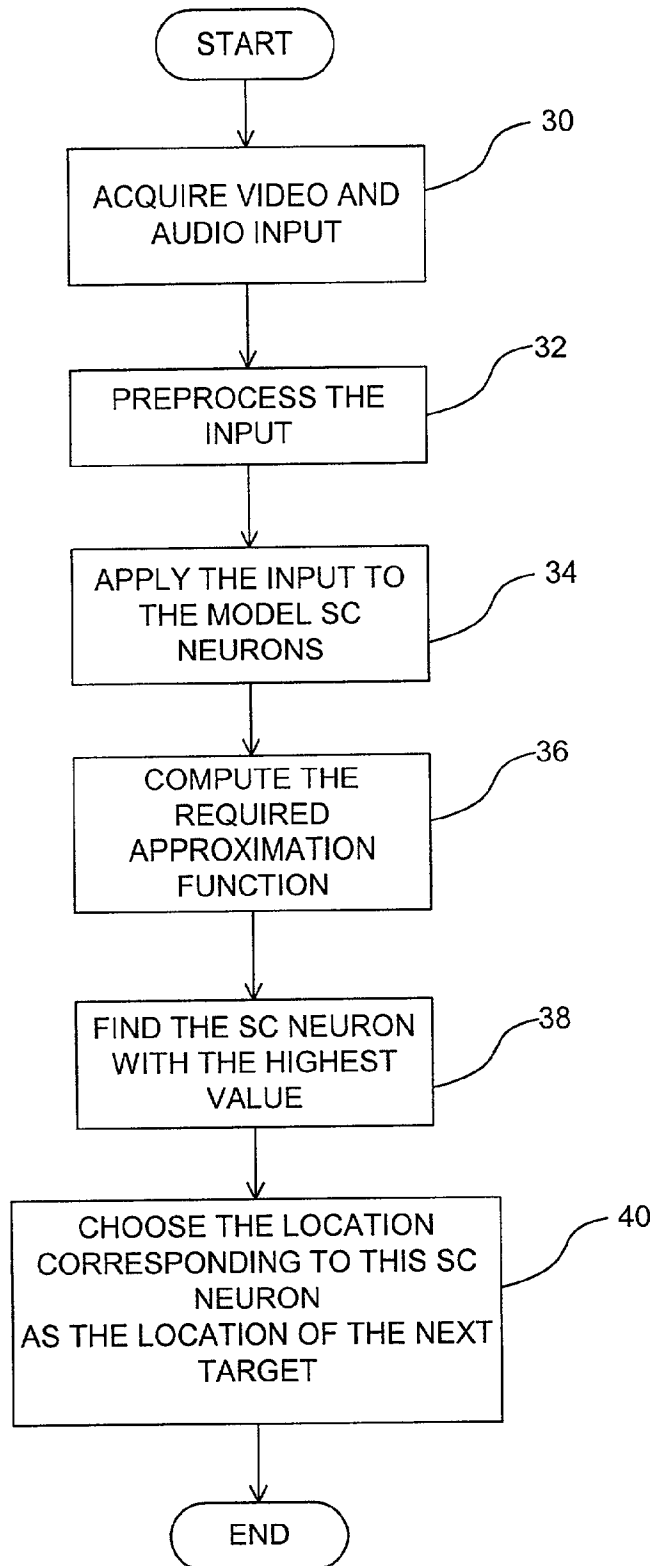 START
30
ACQUIRE VIDEO AND
AUDIO INPUT
32
PREPROCESS THE
INPUT
34
APPLY THE INPUT TO
THE MODEL SC
NEURONS
36
COMPUTE THE
REQUIRED
APPROXIMATION
FUNCTION
38
FIND THE SC NEURON
WITH THE HIGHEST
VALUE
40
CHOOSE THE LOCATION
CORRESPONDING TO THIS SC
NEURON
AS THE LOCATION OF THE NEXT
TARGET
END